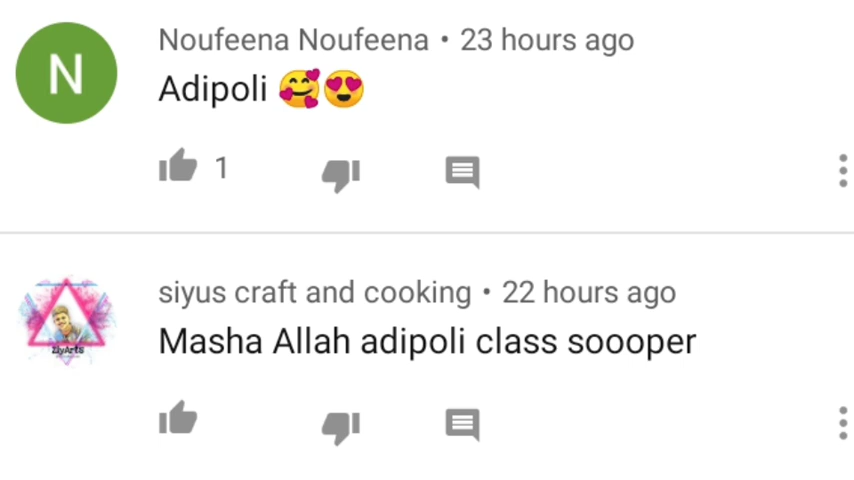 N
Noufeena Noufeena • 23 hours ago
Adipoli 🥰😍
1
siyus craft and cooking • 22 hours ago
ZiyArts
Masha Allah adipoli class soooper